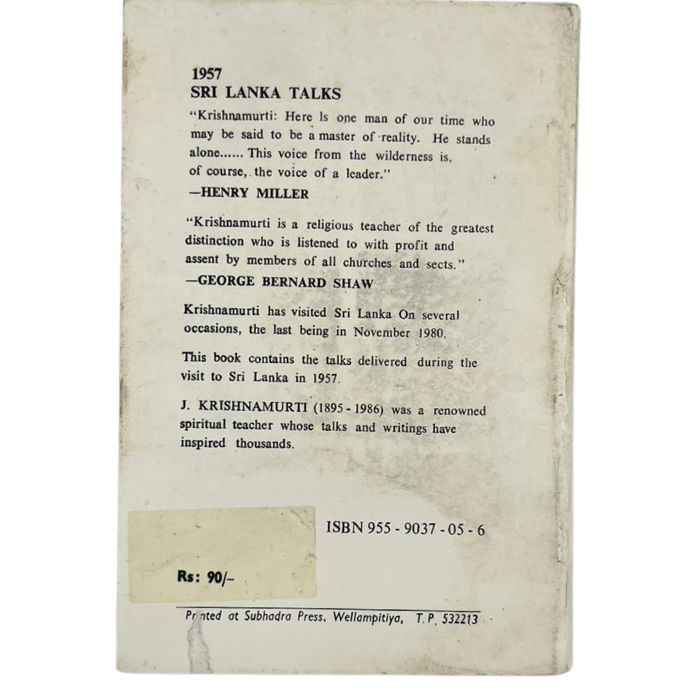 1957
SRI LANKA TALKS
“Krishnamurti: Here Is one man of our time who
may be said to be a master of reality. He stands
alone...... This voice from the wilderness is,
of course, the voice of a leader.”
—HENRY MILLER
“Krishnamurti is a religious teacher of the greatest
distinction who is listened to with profit and
assent by members of all churches and sects.”
—GEORGE BERNARD SHAW
Krishnamurti has visited Sri Lanka On several
occasions, the last being in November 1980.
This book contains the talks delivered during the
visit to Sri Lanka in 1957.
J. KRISHNAMURTI (1895 - 1986) was a renowned
spiritual teacher whose talks and writings have
inspired thousands.
ISBN 955 - 9037 - 05 - 6
Rs: 90/-
Printed at Subhadra Press, Wellampitiya, T. P. 532213